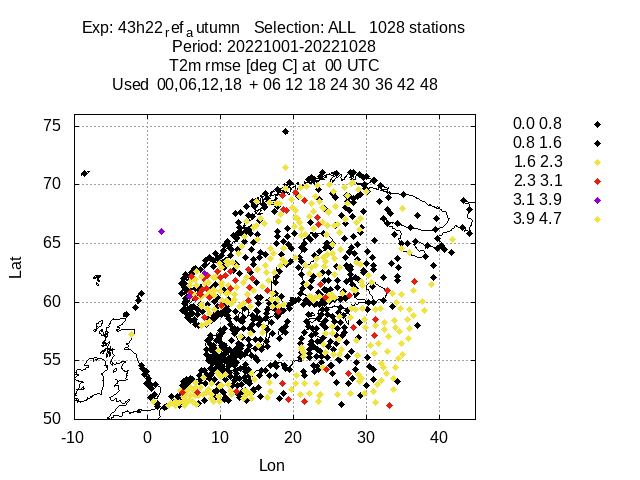 Exp: 43h22ref_autumn Selection: ALL 1028 stations
Period: 20221001-20221028
T2m rmse [deg C] at 00 UTC
Used 00,06,12,18 + 06 12 18 24 30 36 42 48
75
70
65
60
55
50
-10 0 10 20 30 40
Lat
Lon
0.0 0.8
0.8 1.6
1.6 2.3
2.3 3.1
3.1 3.9
3.9 4.7